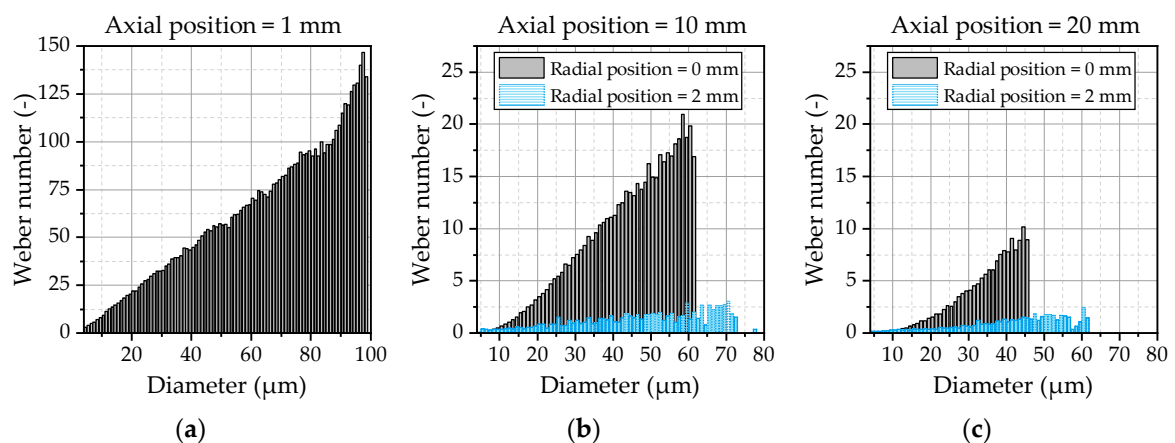 Axial position = 1 mm
Axial position = 10 mm
Axial position = 20 mm
150
125
100
75
50
25
0
Weber number (-)
20
40
60
80
100
Diameter (µm)
25
20
15
10
5
0
Weber number (-)
Radial position = 0 mm
Radial position = 2 mm
10
20
30
40
50
60
70
80
Diameter (µm)
25
20
15
10
5
0
Weber number (-)
Radial position = 0 mm
Radial position = 2 mm
10
20
30
40
50
60
70
80
Diameter (µm)
(a)
(b)
(c)